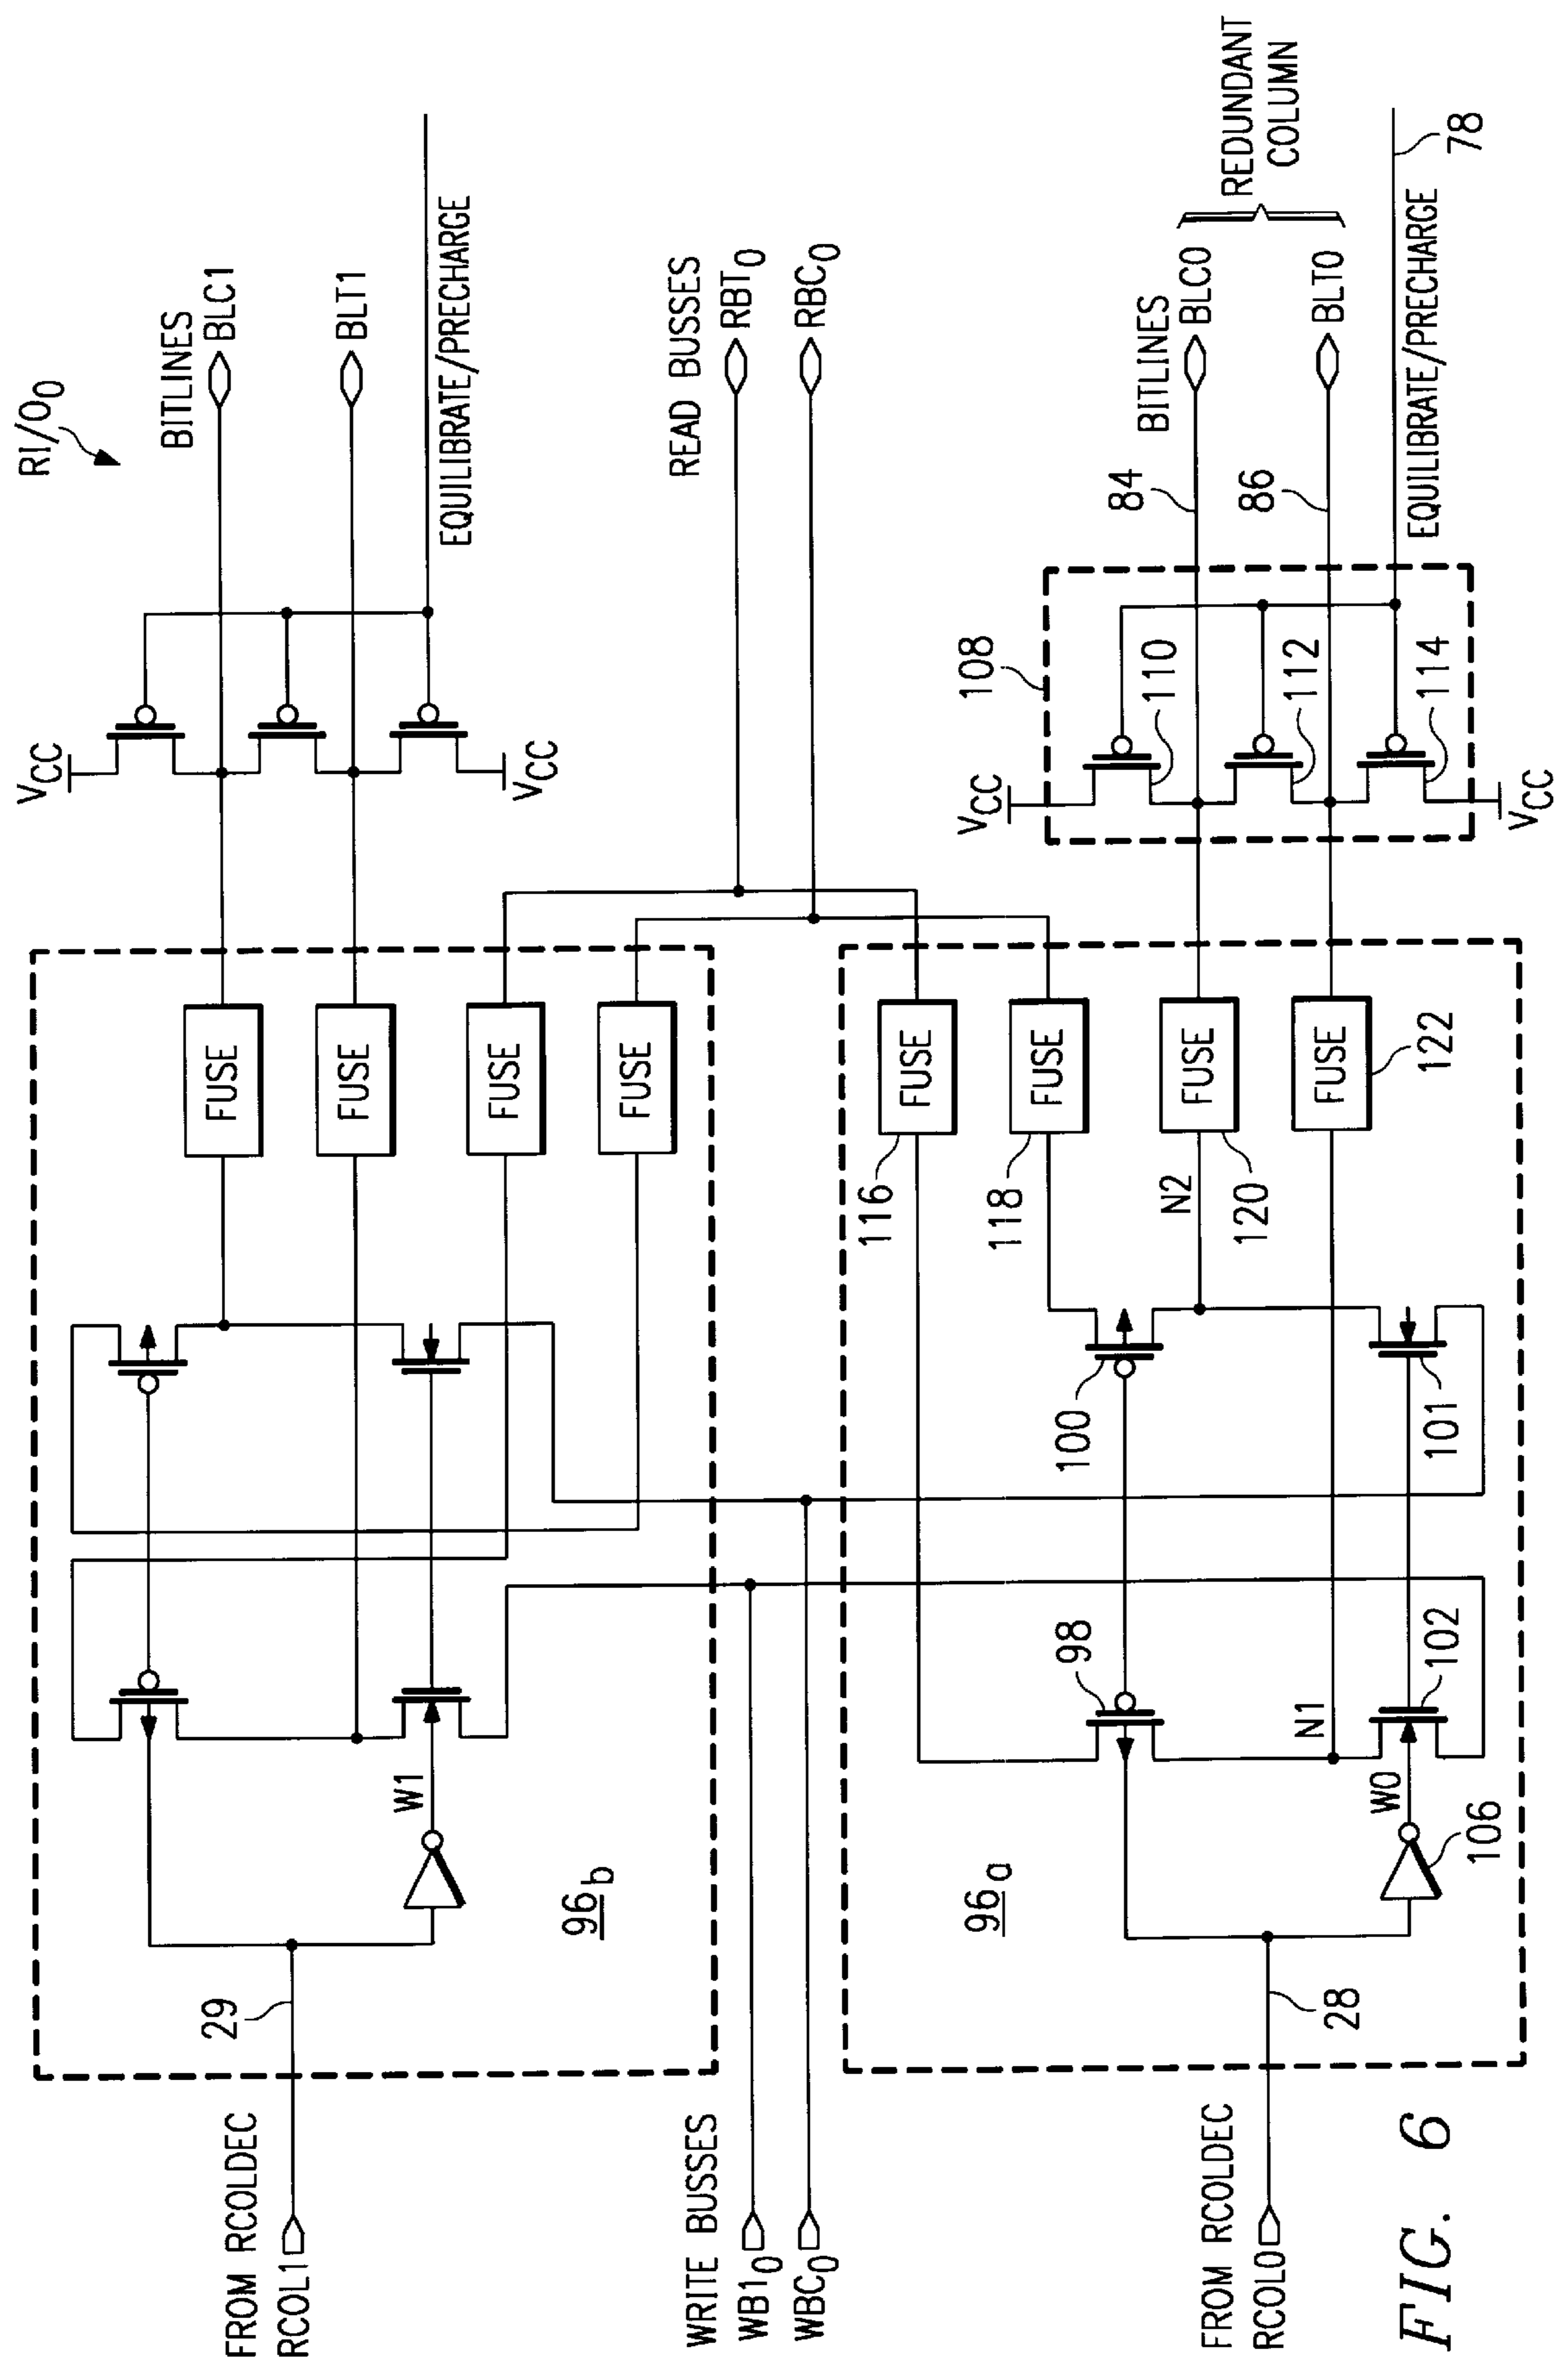 RI/O0
BITLINES
BLC1
BLT1
EQUILIBRATE/PRECHARGE
VCC
VCC
FUSE
FUSE
FUSE
FUSE
W1
96b
29
FROM RCOLDEC
RCOL1
READ BUSSES
RBT0
RBC0
WRITE BUSSES
WB10
WBC0
BITLINES
BLC0
BLT0
REDUNDANT
COLUMN
EQUILIBRATE/PRECHARGE
78
84
86
108
110
112
114
VCC
VCC
FUSE
FUSE
FUSE
FUSE
116
118
120
122
N2
100
101
98
102
N1
W0
106
96a
28
FROM RCOLDEC
RCOL0
FIG. 6